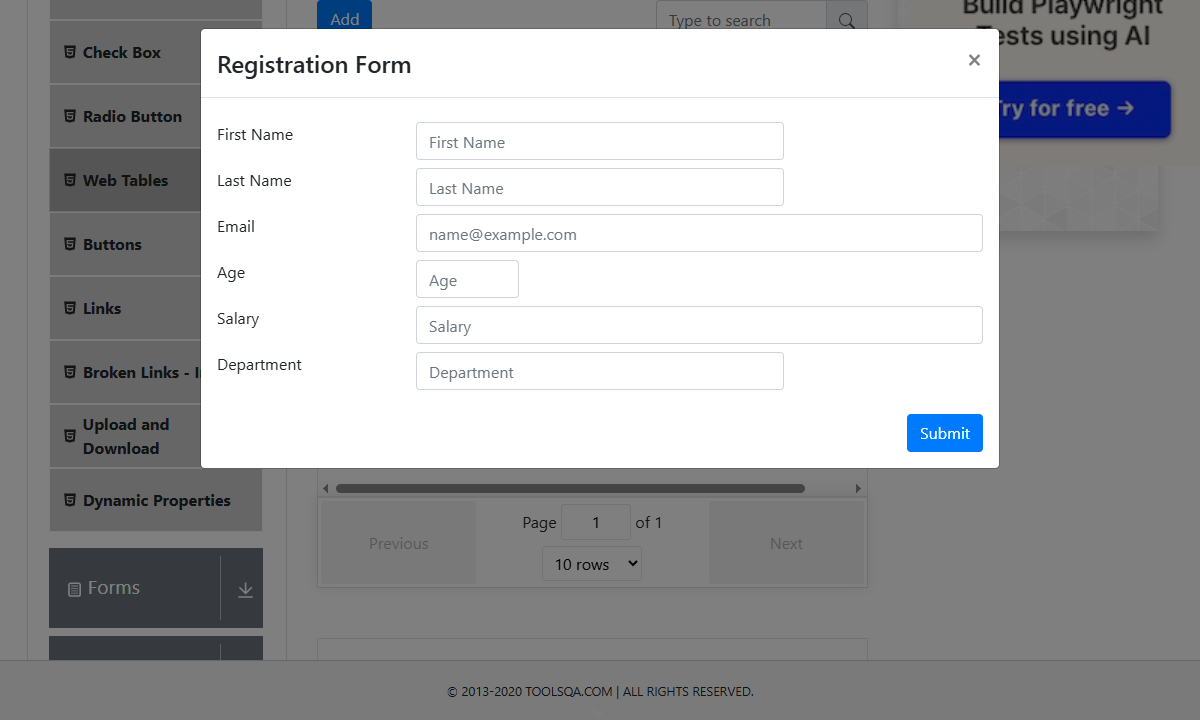 Add
Type to search
Build Playwright
Tests using AI
Try for free →
Check Box
Radio Button
Web Tables
Buttons
Links
Broken Links -
Upload and
Download
Dynamic Properties
Forms
Registration Form
×
First Name
First Name
Last Name
Last Name
Email
name@example.com
Age
Age
Salary
Salary
Department
Department
Submit
Previous
Page 1 of 1
10 rows
Next
© 2013-2020 TOOLSQA.COM | ALL RIGHTS RESERVED.